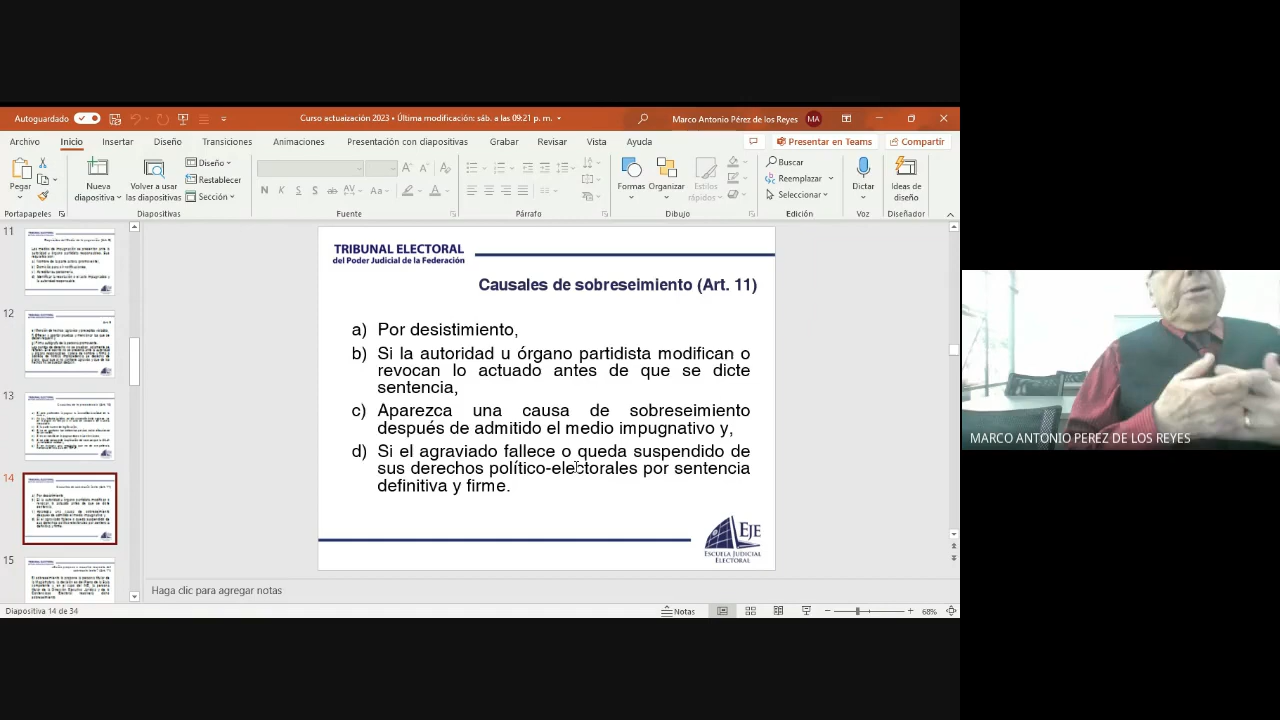 Autoguardado
Curso actuaización 2023 • Última modificación: sáb. a las 09:21 p. m.
Marco Antonio Pérez de los Reyes
MA
Archivo Inicio Insertar Diseño Transiciones Animaciones Presentación con diapositivas Grabar Revisar Vista Ayuda
Presentar en Teams
Compartir
Pegar
Nueva diapositiva
Volver a usar las diapositivas
Diseño
Restablecer
Sección
N K S S ab AV Aa A
Formas
Organizar
Estilos rápidos
Buscar
Reemplazar
Seleccionar
Dictar
Ideas de diseño
Portapapeles Diapositivas Fuente Párrafo Dibujo Edición Voz Diseñador
11
12
13
14
15
TRIBUNAL ELECTORAL
del Poder Judicial de la Federación
Causales de sobreseimiento (Art. 11)
a) Por desistimiento,
b) Si la autoridad u órgano partidista modifican o
revocan lo actuado antes de que se dicte
sentencia,
c) Aparezca una causa de sobreseimiento
después de admitido el medio impugnativo y,
d) Si el agraviado fallece o queda suspendido de
sus derechos político-electorales por sentencia
definitiva y firme.
EJE
ESCUELA JUDICIAL
ELECTORAL
Haga clic para agregar notas
Diapositiva 14 de 34
Notas
68%
MARCO ANTONIO PEREZ DE LOS REYES